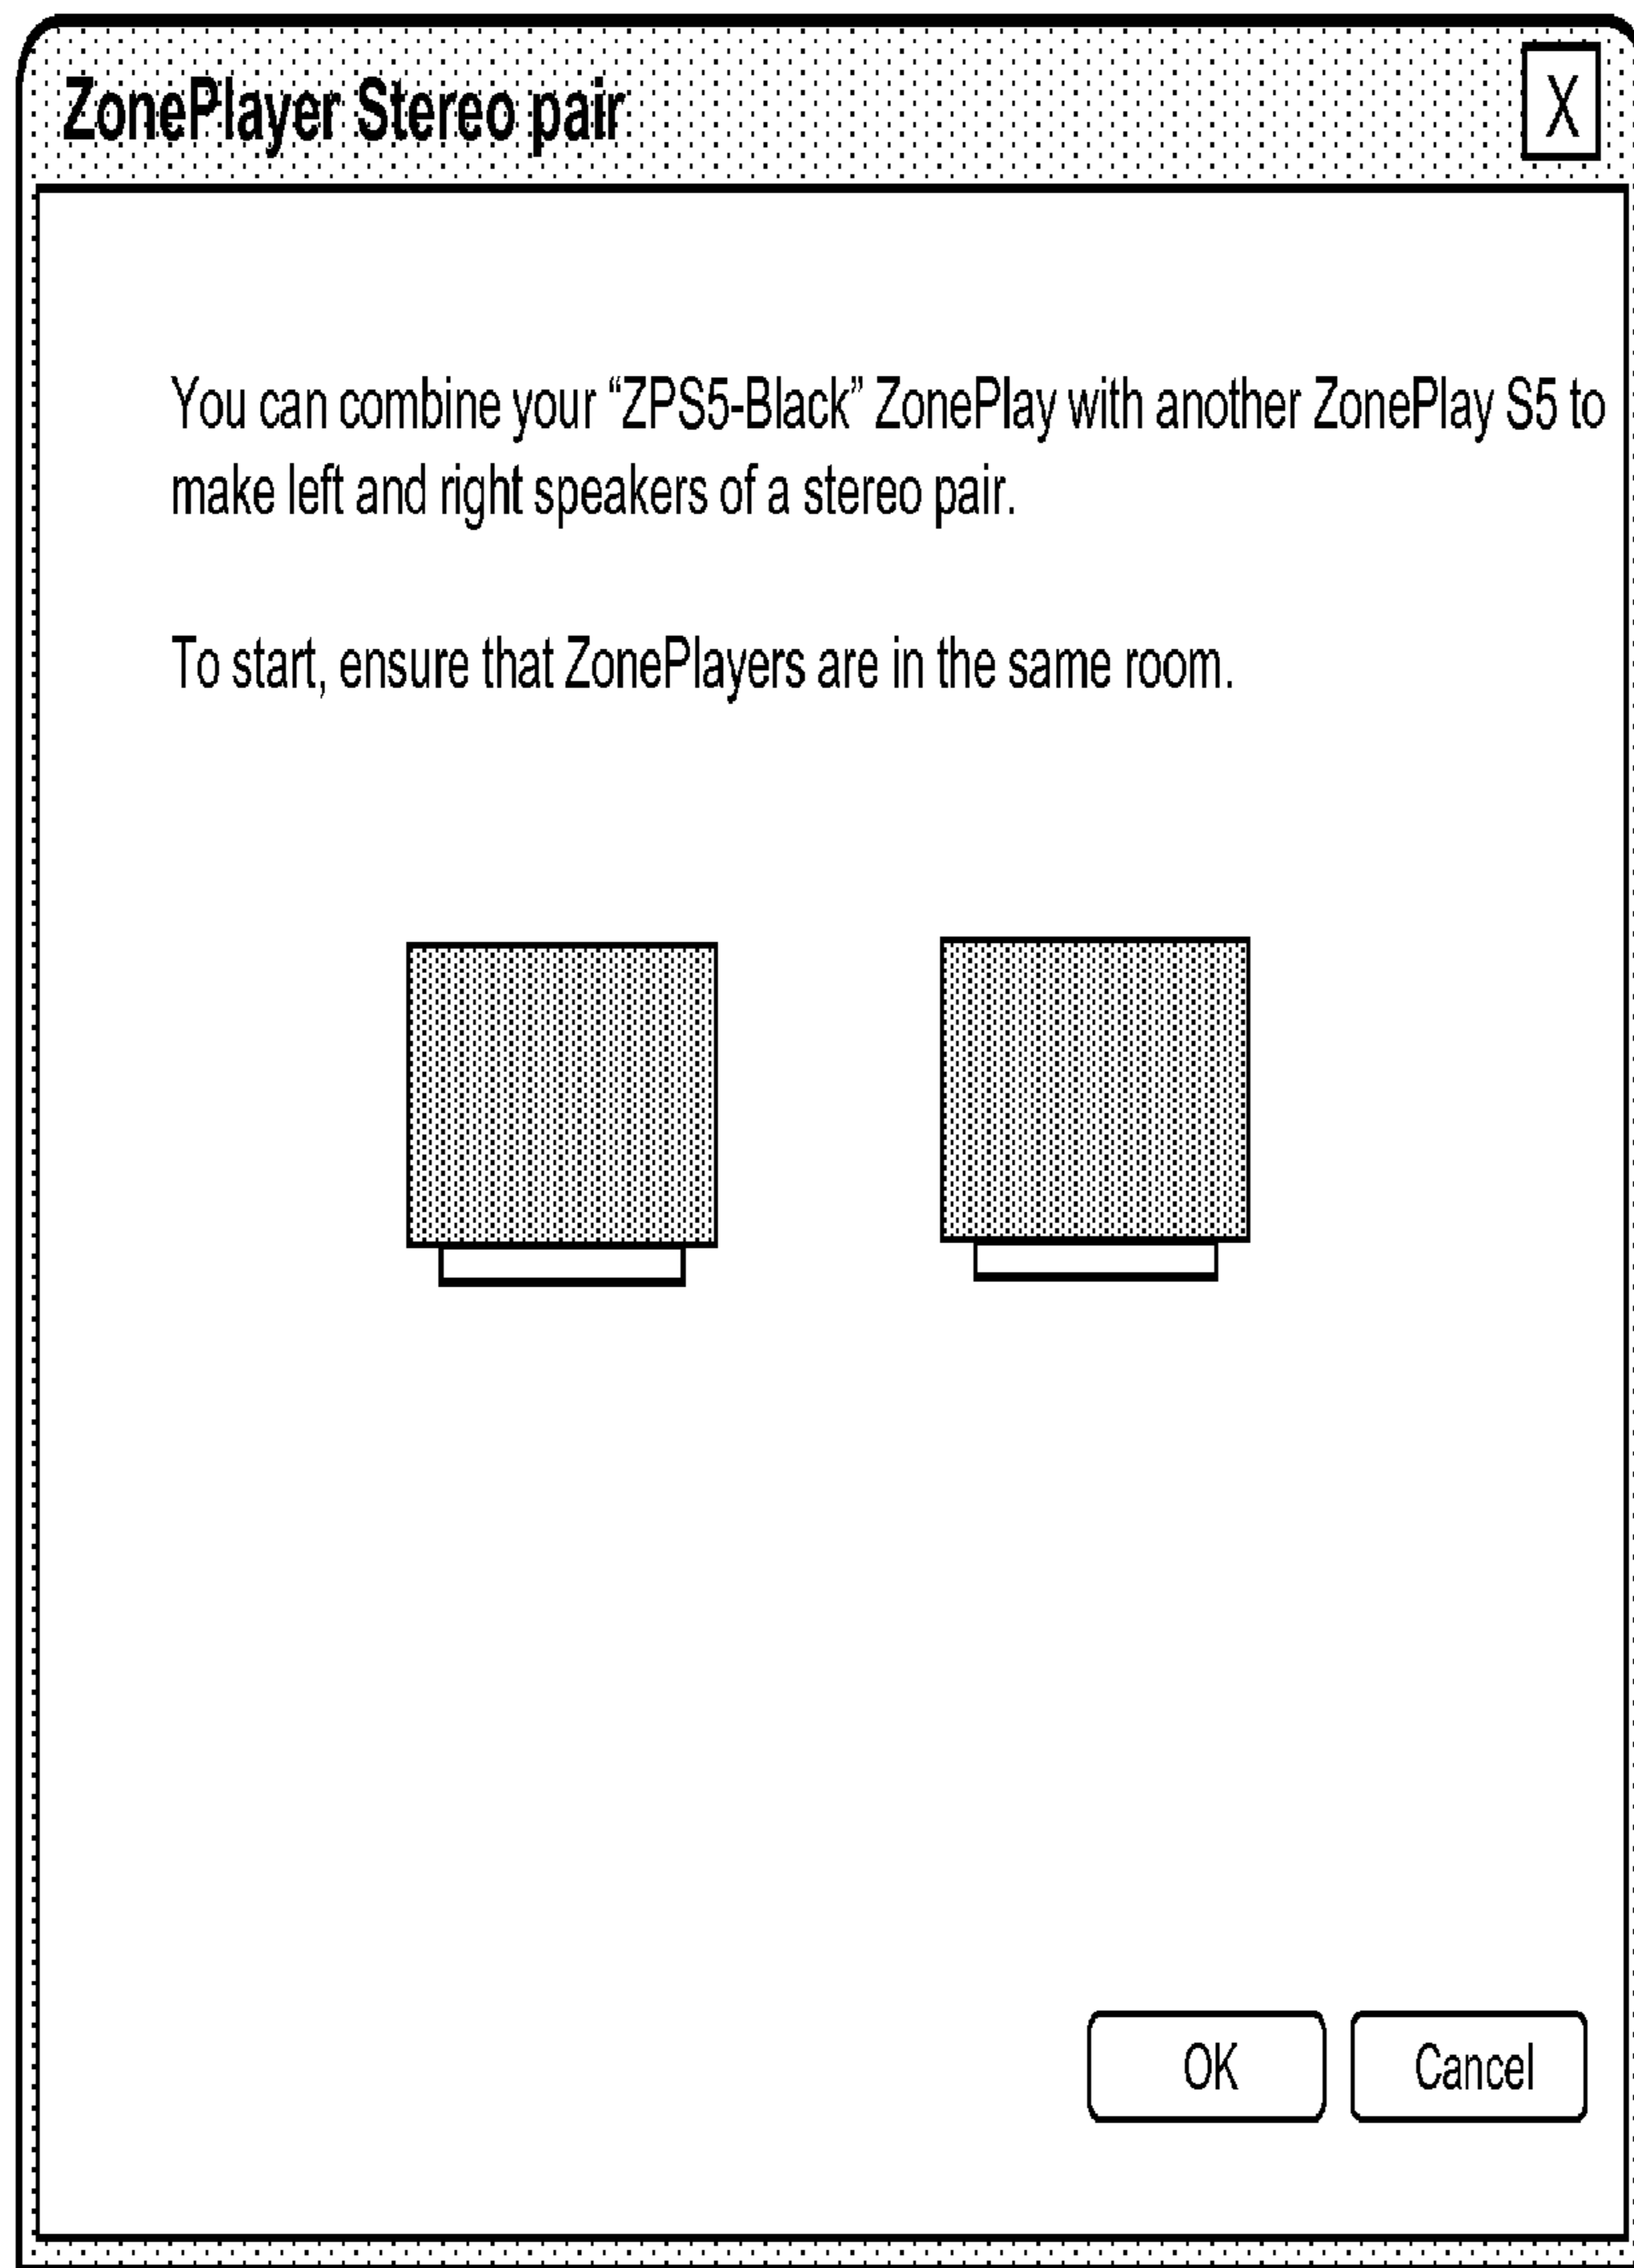 ZonePlayer Stereo pair
X
You can combine your “ZPS5-Black” ZonePlay with another ZonePlay S5 to
make left and right speakers of a stereo pair.
To start, ensure that ZonePlayers are in the same room.
OK
Cancel